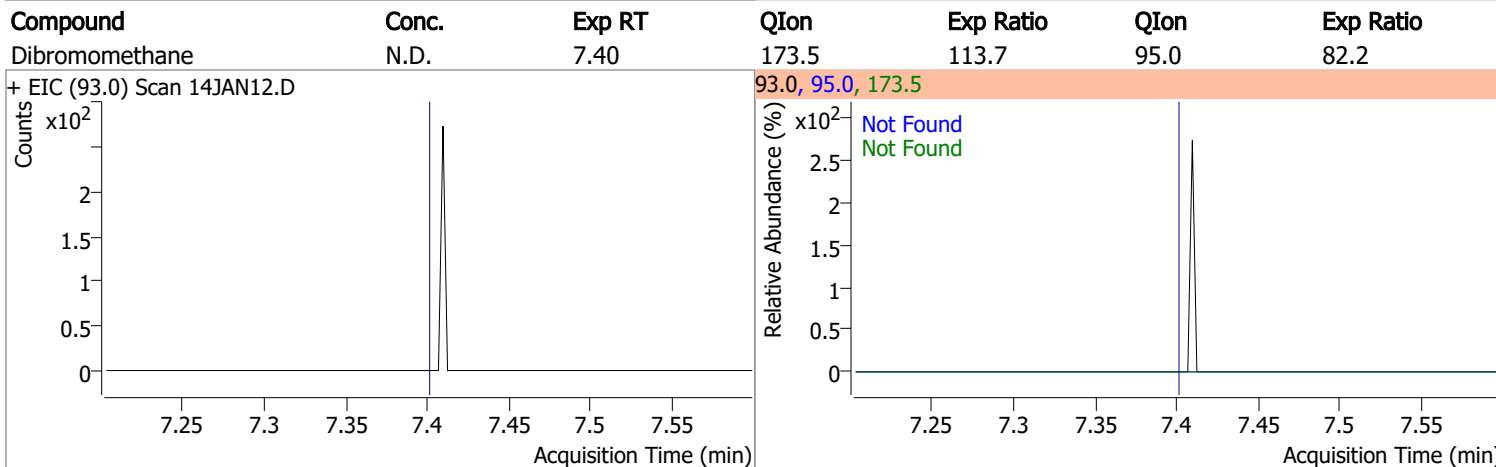 Compound Conc. Exp RT QIon Exp Ratio QIon Exp Ratio
Dibromomethane N.D. 7.40 173.5 113.7 95.0 82.2
+ EIC (93.0) Scan 14JAN12.D
Counts
x10²
2
1.5
1
0.5
0
7.25 7.3 7.35 7.4 7.45 7.5 7.55
Acquisition Time (min)
93.0, 95.0, 173.5
Relative Abundance (%)
x10²
Not Found
Not Found
2.5
2
1.5
1
0.5
0
7.25 7.3 7.35 7.4 7.45 7.5 7.55
Acquisition Time (min)